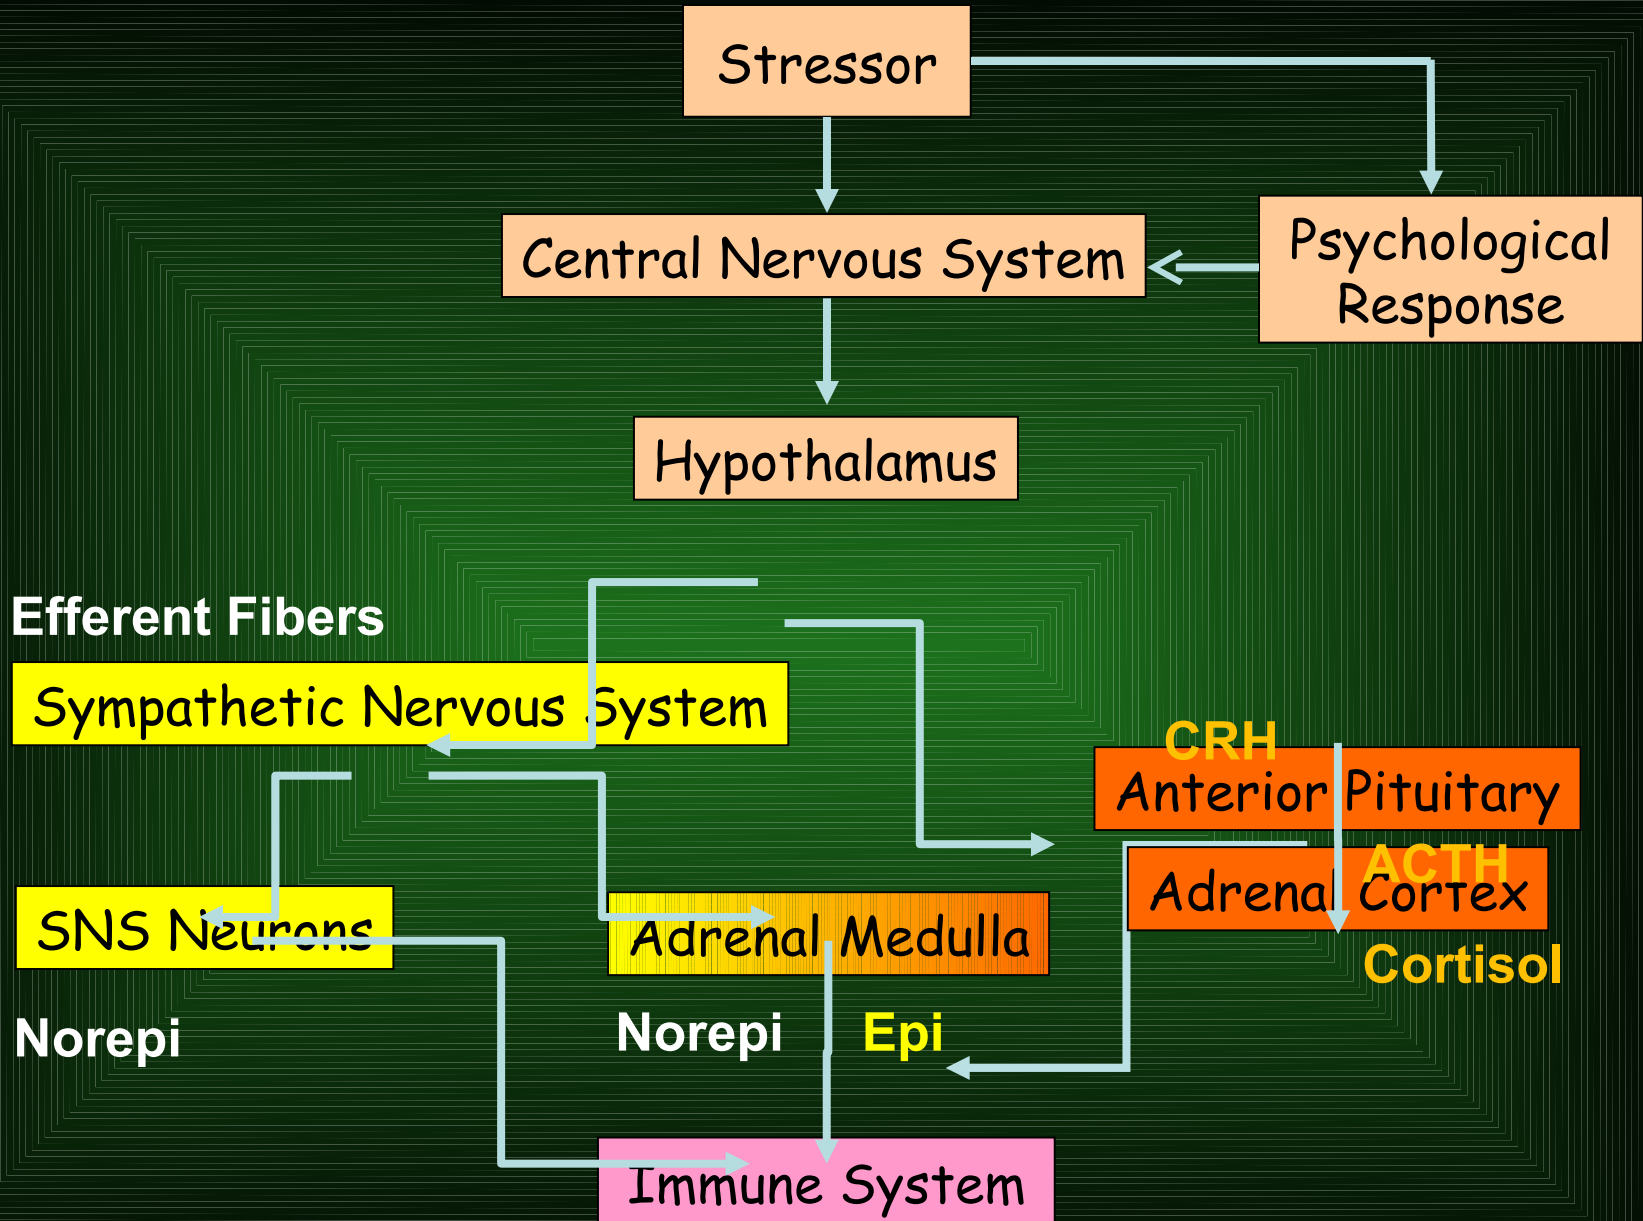 Stressor
Central Nervous System
Psychological
Response
Hypothalamus
Efferent Fibers
Sympathetic Nervous System
CRH
Anterior Pituitary
ACTH
Adrenal Cortex
SNS Neurons
Adrenal Medulla
Cortisol
Norepi
Norepi
Epi
Immune System